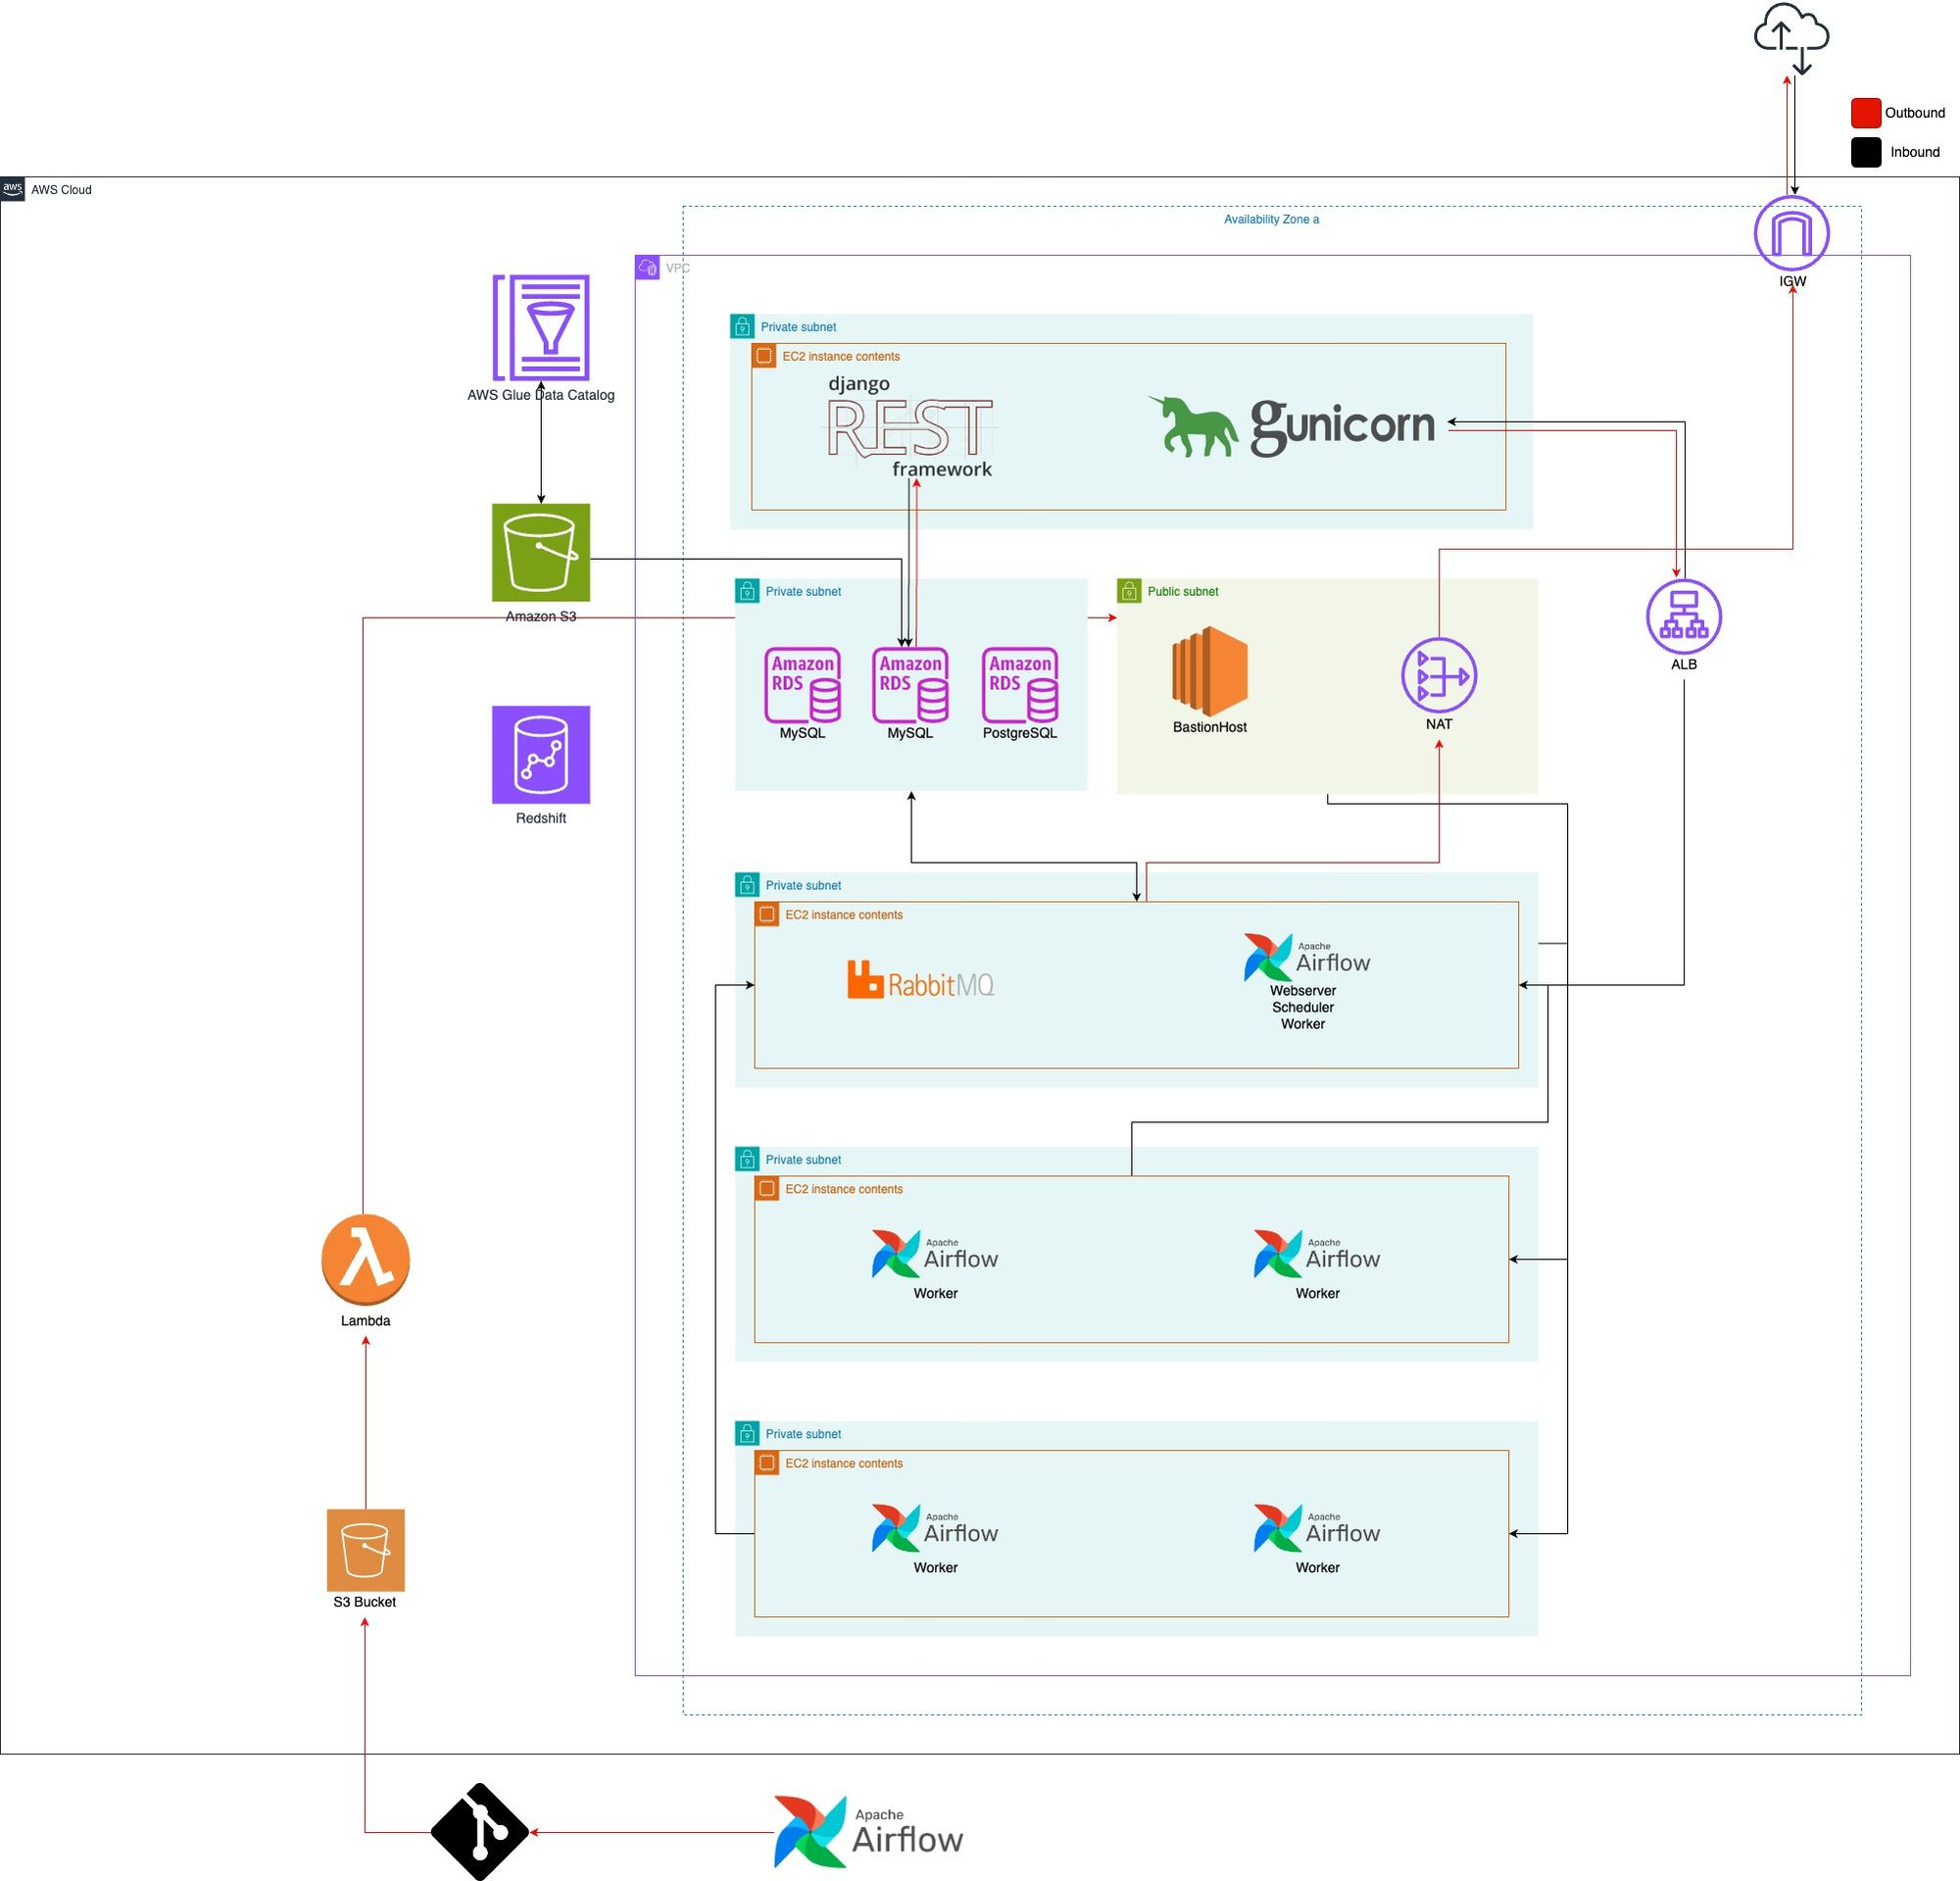 Outbound
Inbound
aws
AWS Cloud
Availability Zone a
VPC
IGW
AWS Glue Data Catalog
Private subnet
EC2 instance contents
django
REST
framework
gunicorn
Amazon S3
Private subnet
Amazon
RDS
MySQL
Amazon
RDS
MySQL
Amazon
RDS
PostgreSQL
Public subnet
BastionHost
NAT
ALB
Redshift
Private subnet
EC2 instance contents
RabbitMQ
Apache
Airflow
Webserver
Scheduler
Worker
Private subnet
EC2 instance contents
Apache
Airflow
Worker
Apache
Airflow
Worker
Lambda
Private subnet
EC2 instance contents
Apache
Airflow
Worker
Apache
Airflow
Worker
S3 Bucket
Apache
Airflow